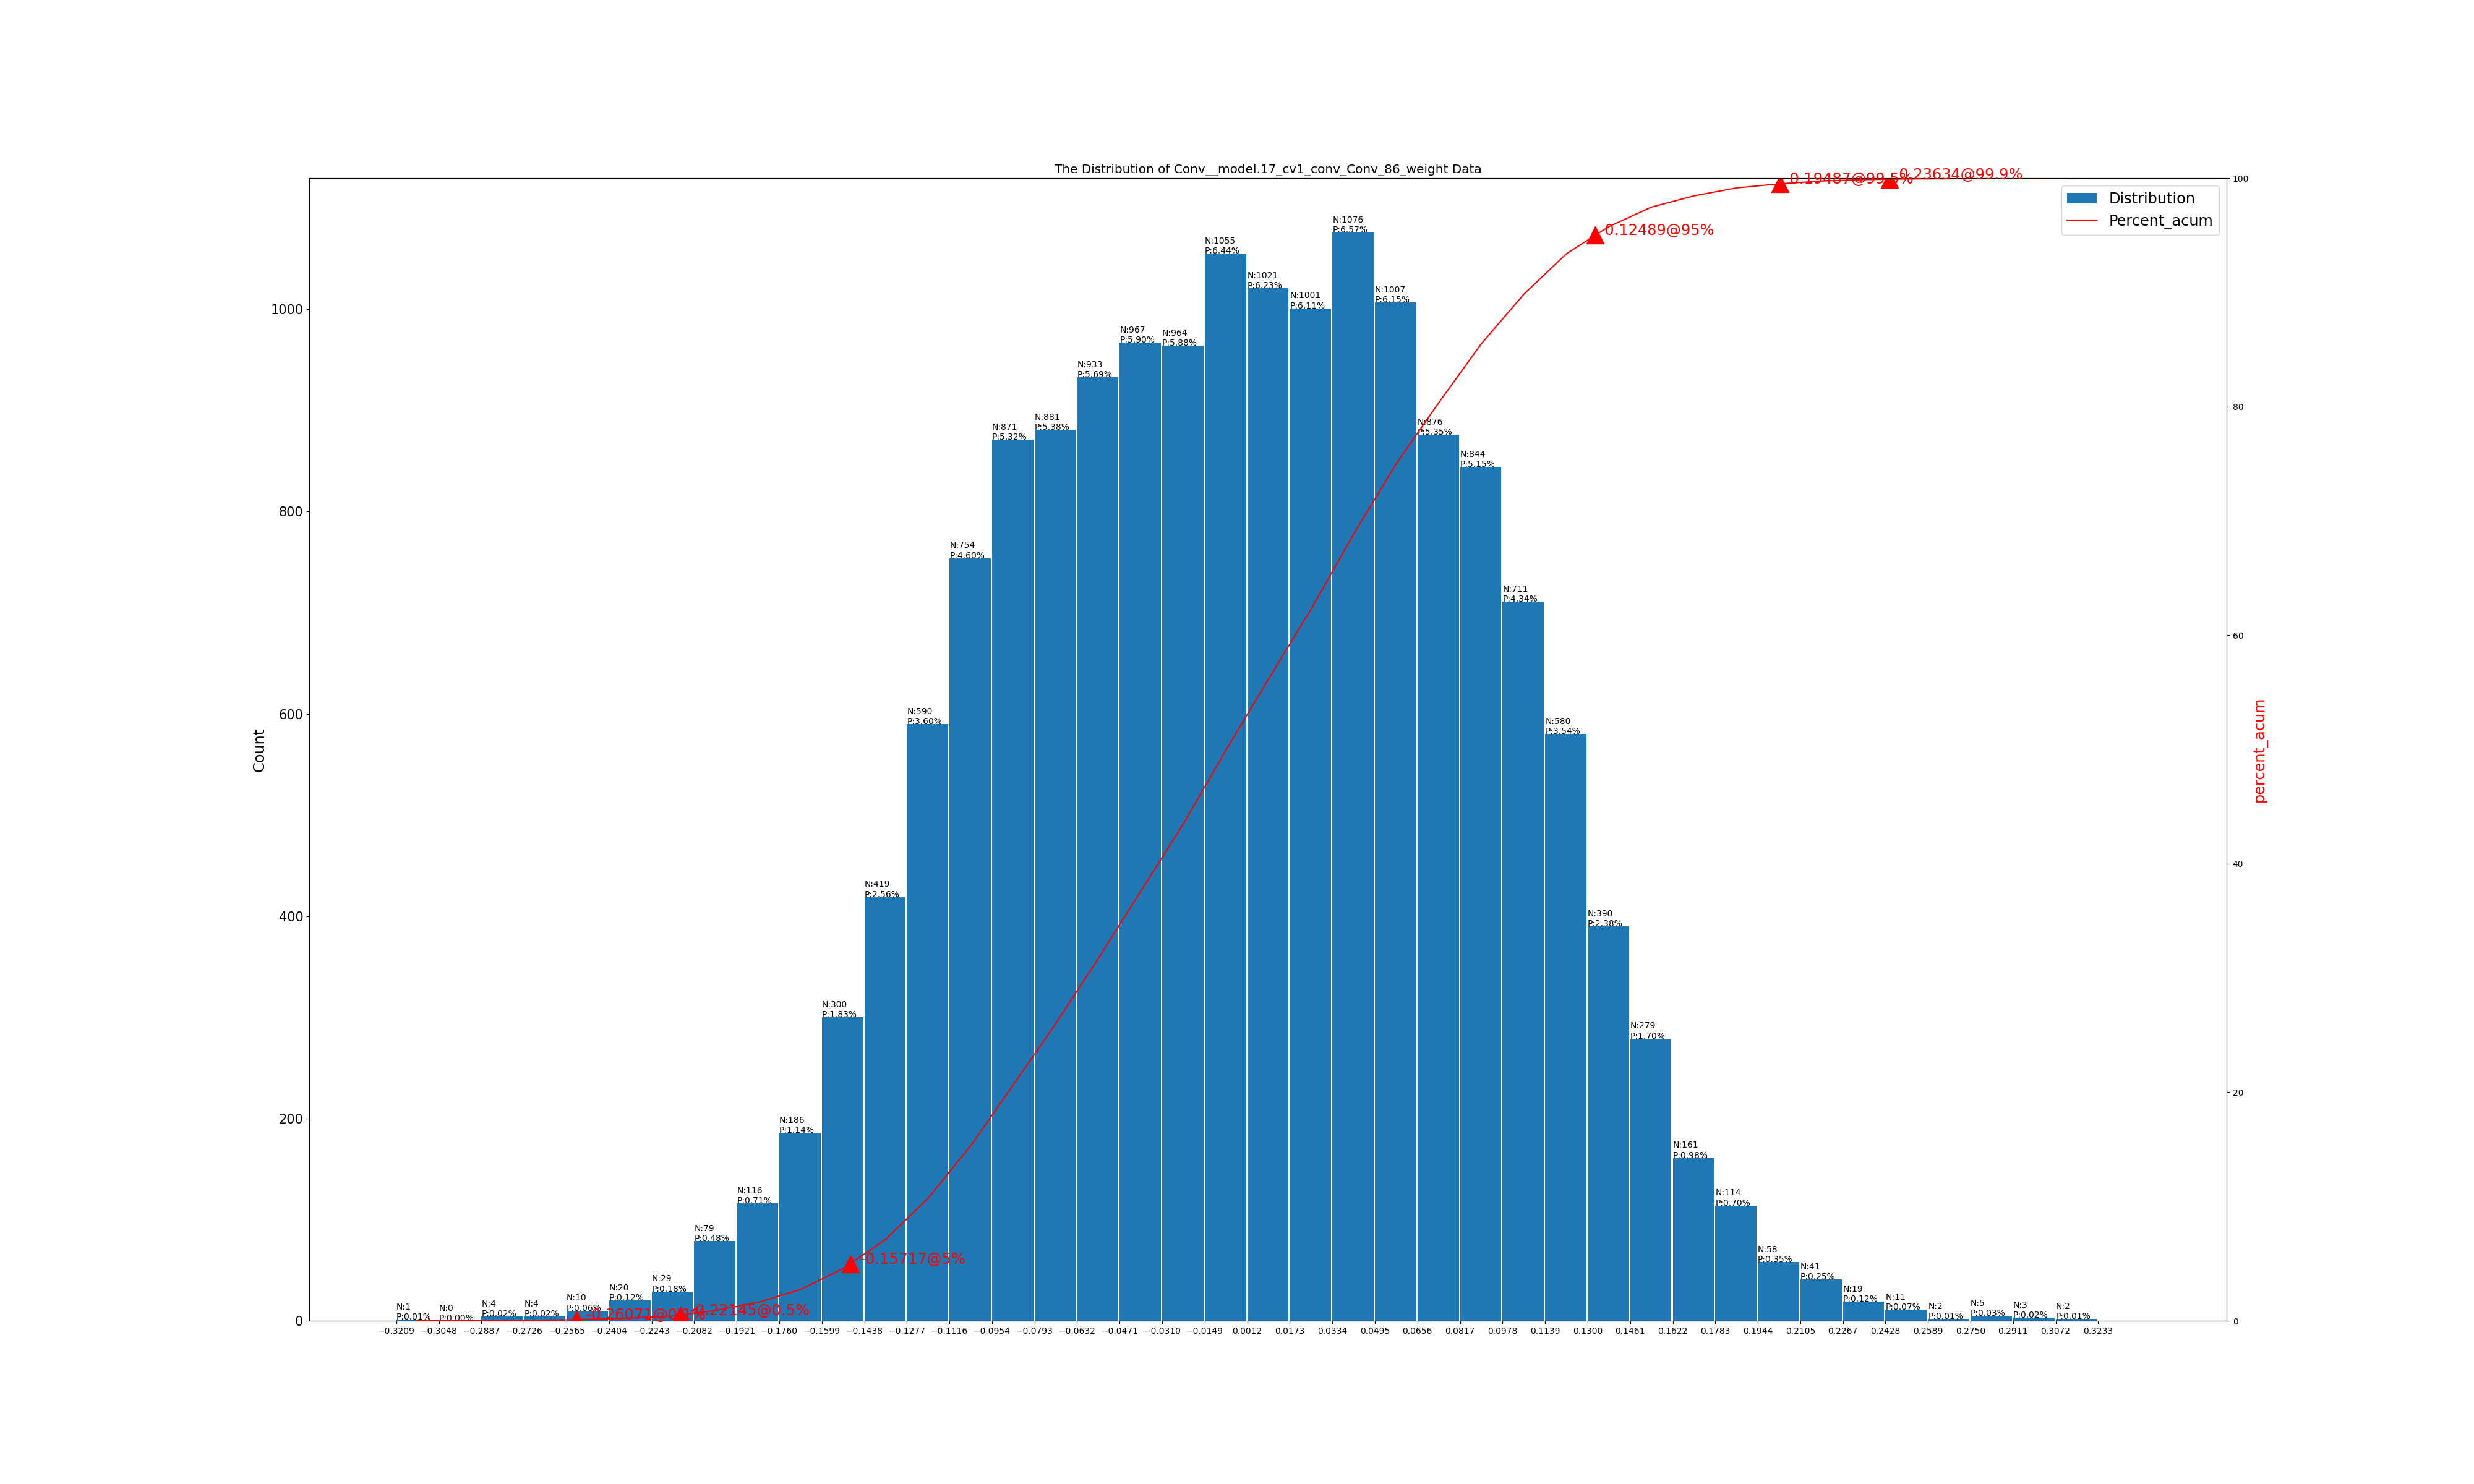 The Distribution of Conv__model.17_cv1_conv_Conv_86_weight Data
Distribution
Percent_acum
Count
percent_acum
1000
800
600
400
200
0
100
80
60
40
20
0
N:1
P:0.01%
N:0
P:0.00%
N:4
P:0.02%
N:4
P:0.02%
N:10
P:0.06%
N:20
P:0.12%
N:29
P:0.18%
N:79
P:0.48%
N:116
P:0.71%
N:186
P:1.14%
N:300
P:1.83%
N:419
P:2.56%
N:590
P:3.60%
N:754
P:4.60%
N:871
P:5.32%
N:881
P:5.38%
N:933
P:5.69%
N:967
P:5.90%
N:964
P:5.88%
N:1055
P:6.44%
N:1021
P:6.23%
N:1001
P:6.11%
N:1076
P:6.57%
N:1007
P:6.15%
N:876
P:5.35%
N:844
P:5.15%
N:711
P:4.34%
N:580
P:3.54%
N:390
P:2.38%
N:279
P:1.70%
N:161
P:0.98%
N:114
P:0.70%
N:58
P:0.35%
N:41
P:0.25%
N:19
P:0.12%
N:11
P:0.07%
N:2
P:0.01%
N:5
P:0.03%
N:3
P:0.02%
N:2
P:0.01%
-0.26071@0.1%
-0.22145@0.5%
-0.15717@5%
0.12489@95%
0.19487@99.5%
0.23634@99.9%
−0.3209 −0.3048 −0.2887 −0.2726 −0.2565 −0.2404 −0.2243 −0.2082 −0.1921 −0.1760 −0.1599 −0.1438 −0.1277 −0.1116 −0.0954 −0.0793 −0.0632 −0.0471 −0.0310 −0.0149 0.0012 0.0173 0.0334 0.0495 0.0656 0.0817 0.0978 0.1139 0.1300 0.1461 0.1622 0.1783 0.1944 0.2105 0.2267 0.2428 0.2589 0.2750 0.2911 0.3072 0.3233